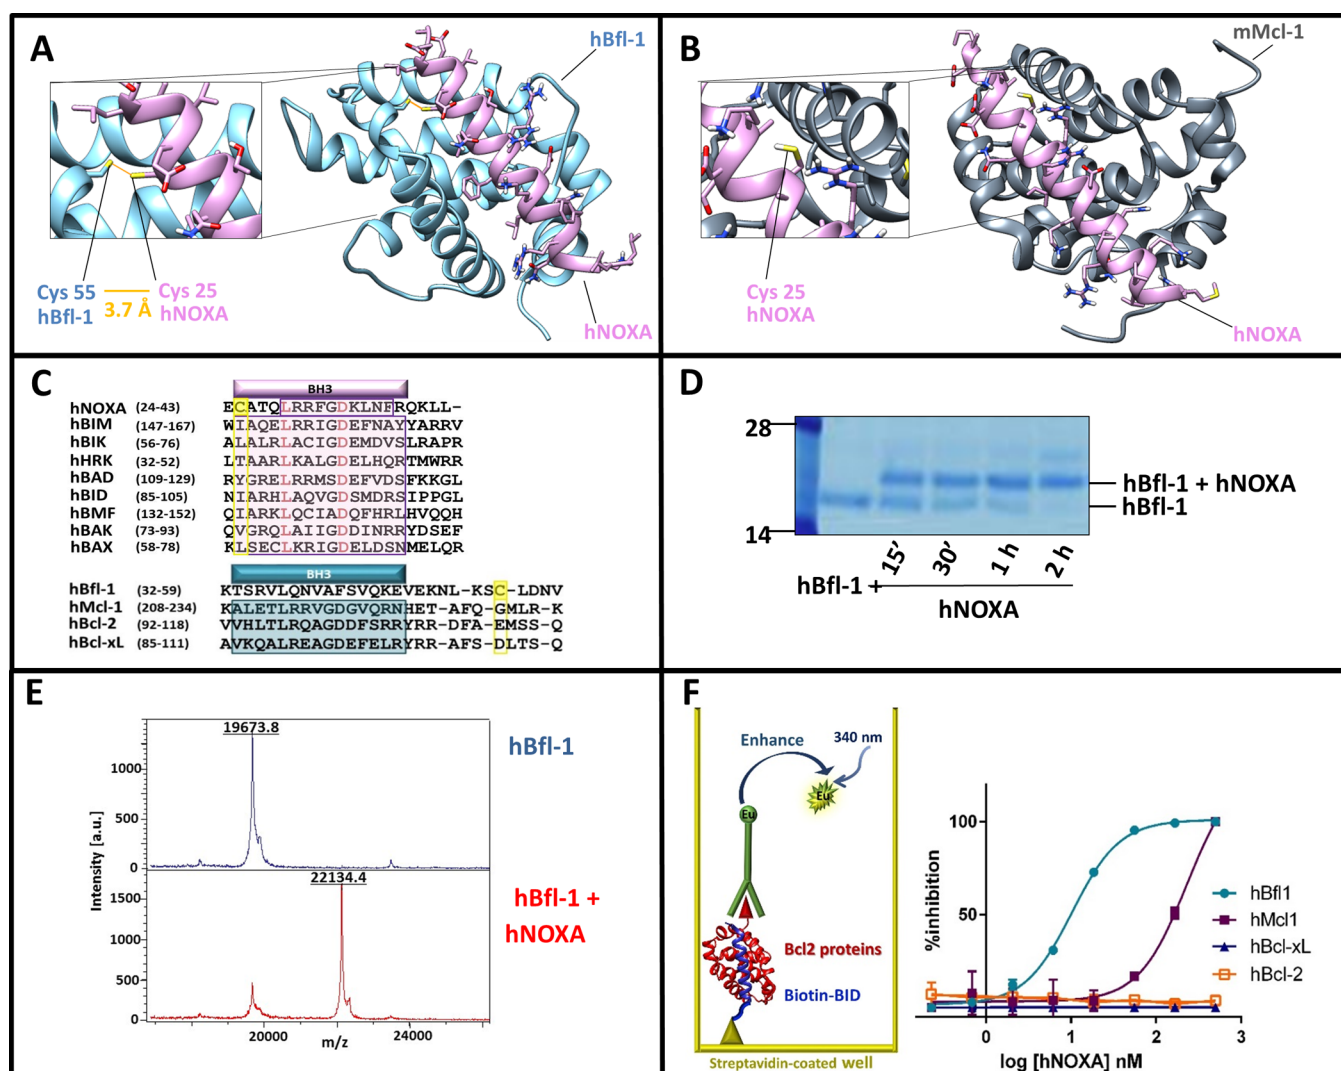 A
hBfl-1
Cys 55
hBfl-1
3.7 Å
Cys 25
hNOXA
hNOXA
B
mMcl-1
Cys 25
hNOXA
hNOXA
C
BH3
hNOXA (24-43) ECATQLRRFGDKLNFRQKLL-
hBIM (147-167) WIAQELRRIGDEFNAYYARRV
hBIK (56-76) ALALRLACIGDEMDVSLRAPR
hHRK (32-52) LTAARLKALGDELHQRTMWRR
hBAD (109-129) RYGRELRRMSDEFVDSFKKGL
hBID (85-105) NIARHLAQVGDSMDRSIPPGL
hBMF (132-152) QIARKLQCIADQFHRLHVQQH
hBAK (73-93) QVGRQLAIIGDDINRRYDSEF
hBAX (58-78) KLSECLKRIGDELDSNMELQR
BH3
hBfl-1 (32-59) KTSRVLQNVAFSVQKEVEKNL-KSC-LDNV
hMcl-1 (208-234) KALETLRRVGDGVQRNHET-AFQ-GMLR-K
hBcl-2 (92-118) VVHLTLRQAGDDFSRRYRR-DFA-EMSS-Q
hBcl-xL (85-111) AVKQALREAGDEFELRYRR-AFS-DLTS-Q
D
28
14
hBfl-1 + hNOXA
hBfl-1
15' 30' 1 h 2 h
hBfl-1 +
hNOXA
E
19673.8
hBfl-1
1000
500
0
22134.4
hBfl-1 +
hNOXA
1500
1000
500
0
Intensity [a.u.]
20000 24000
m/z
F
Enhance
340 nm
Eu
Eu
Bcl2 proteins
Biotin-BID
Streptavidin-coated well
100
50
%inhibition
0 1 2 3
log [hNOXA] nM
hBfl1
hMcl1
hBcl-xL
hBcl-2